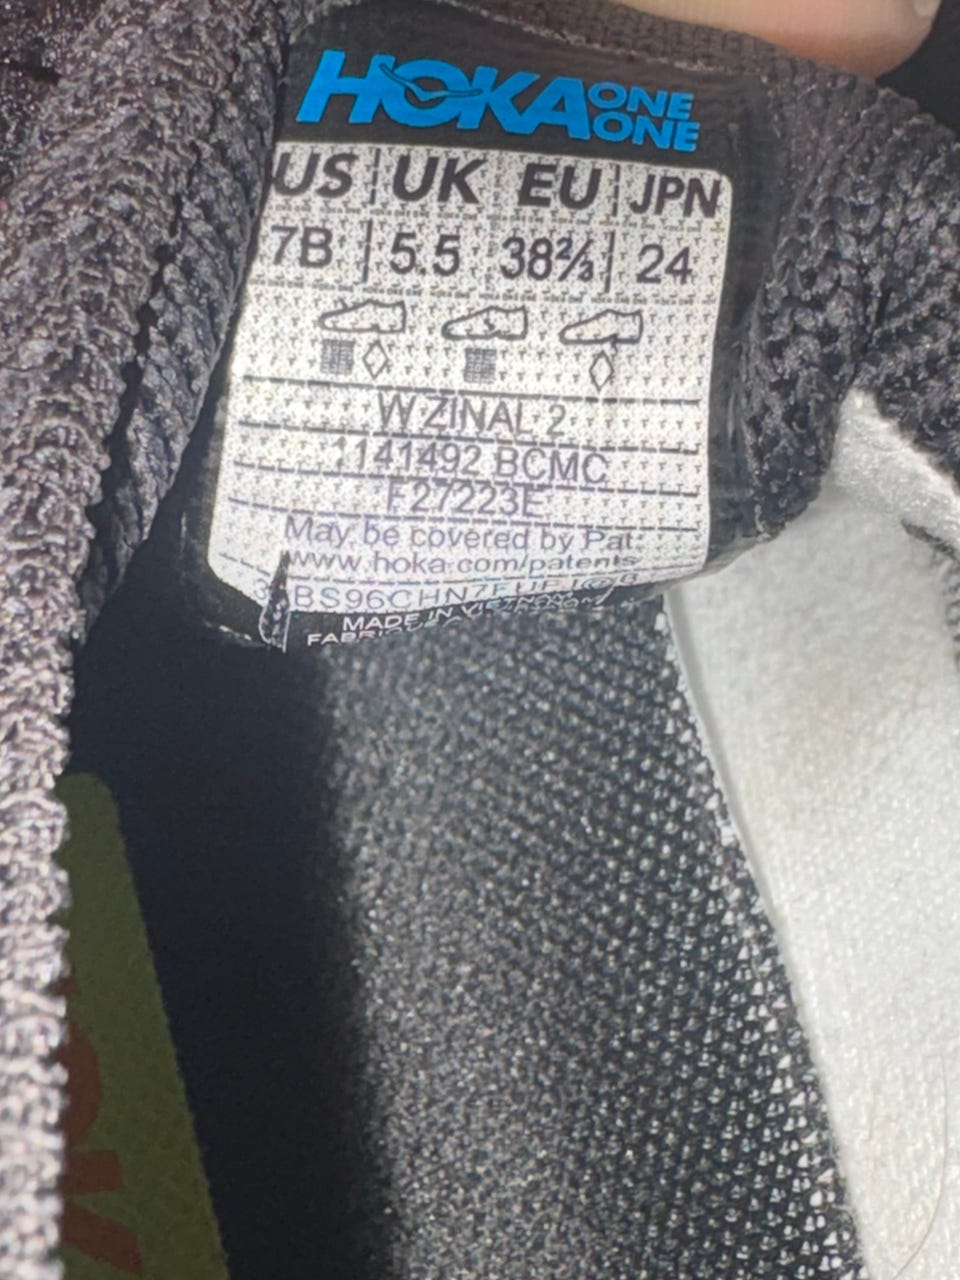 HOKA ONE ONE
US UK EU JPN
7B 5.5 38⅔ 24
W ZINAL 2
1141492 BCMC
F27223E
May be covered by Pat.
www.hoka.com/patents
MADE IN VIETNAM